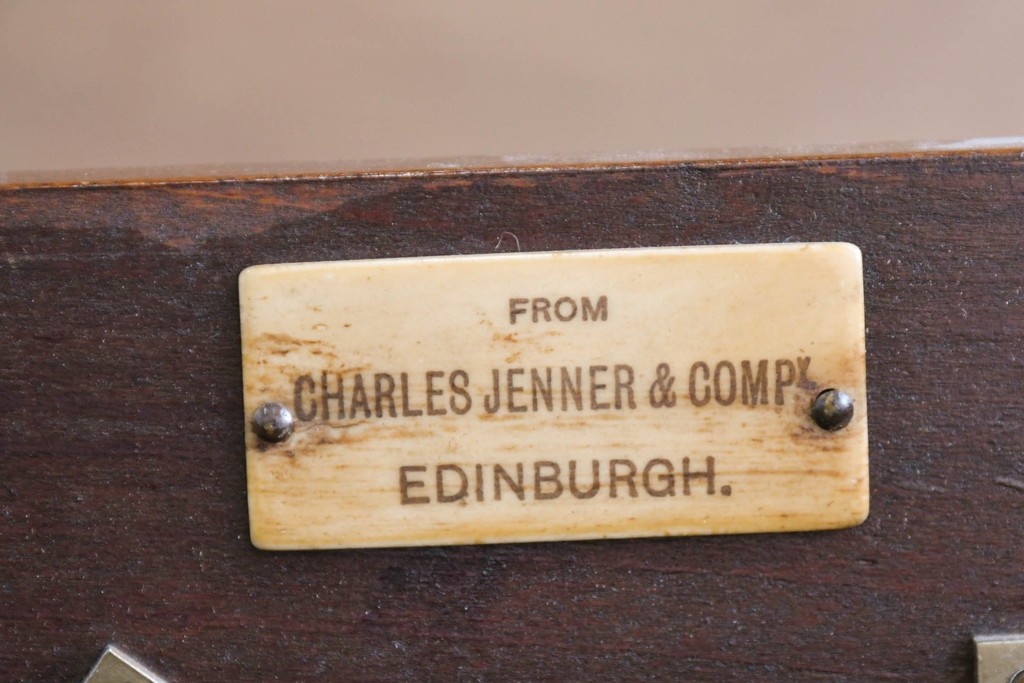 FROM
CHARLES JENNER & COMPY
EDINBURGH.